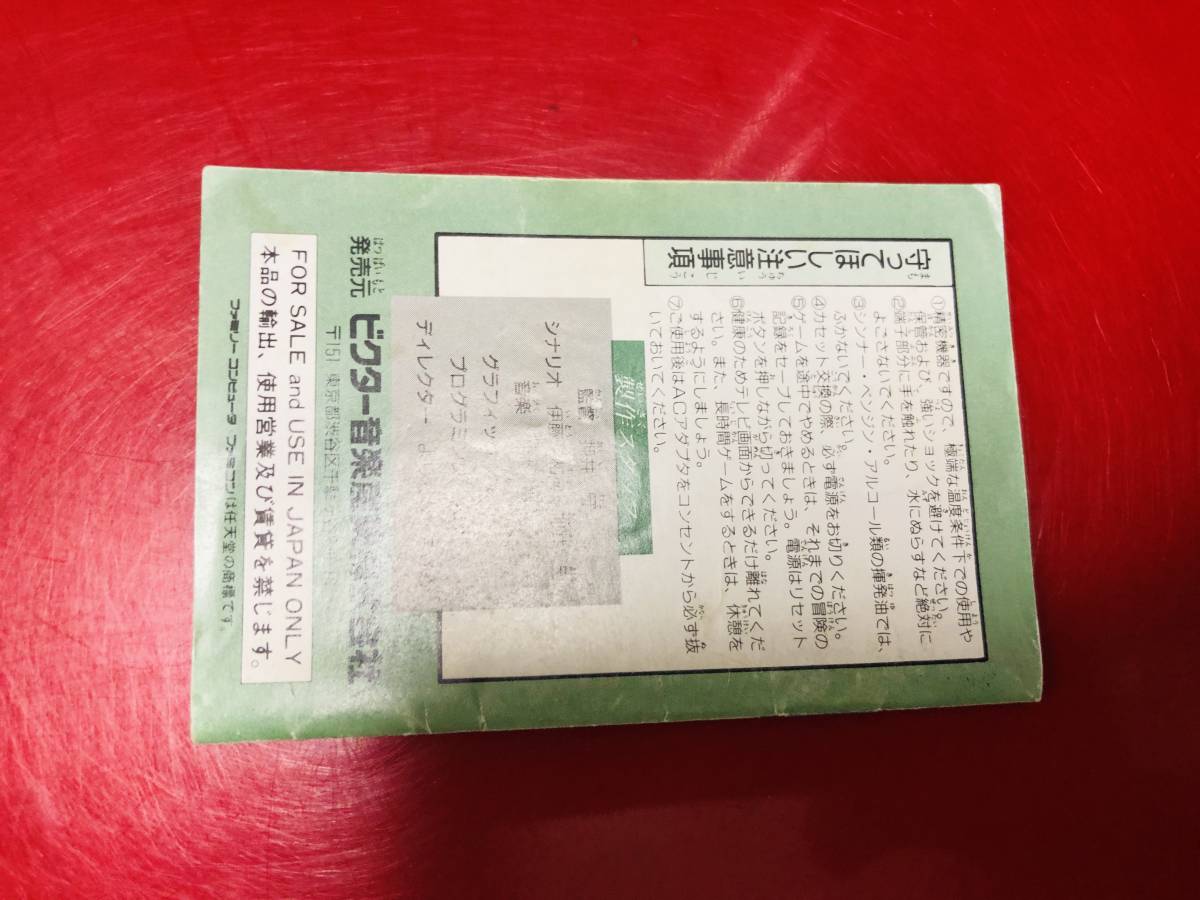 守ってほしい注意事項
①精密機器ですので、極端な温度条件下での使用や
保管および、強いショックを避けてください。
②端子部分に手を触れたり、水にぬらすなど絶対に
よごさないでください。
③シンナー・ベンジン・アルコール類の揮発油では、
ふかないでください。
④カセット交換の際、必ず電源をお切りください。
⑤ゲームを途中でやめるときは、それまでの冒険の
記録をセーブしておきましょう。電源はリセット
ボタンを押しながら切ってください。
⑥健康のためテレビ画面からできるだけ離れてくだ
さい。また、長時間ゲームをするときは、休憩を
するようにしましょう。
⑦ご使用後はACアダプタをコンセントから必ず抜
いておいてください。
製作スタッフ
監督
シナリオ 伊藤
音楽
グラフィッ
プログラミ
ディレクター
発売元 ビクター音楽産業株式会社
〒151 東京都渋谷区千
FOR SALE and USE IN JAPAN ONLY
本品の輸出、使用営業及び賃貸を禁じます。
ファミリーコンピュータ ファミコンは任天堂の商標です。